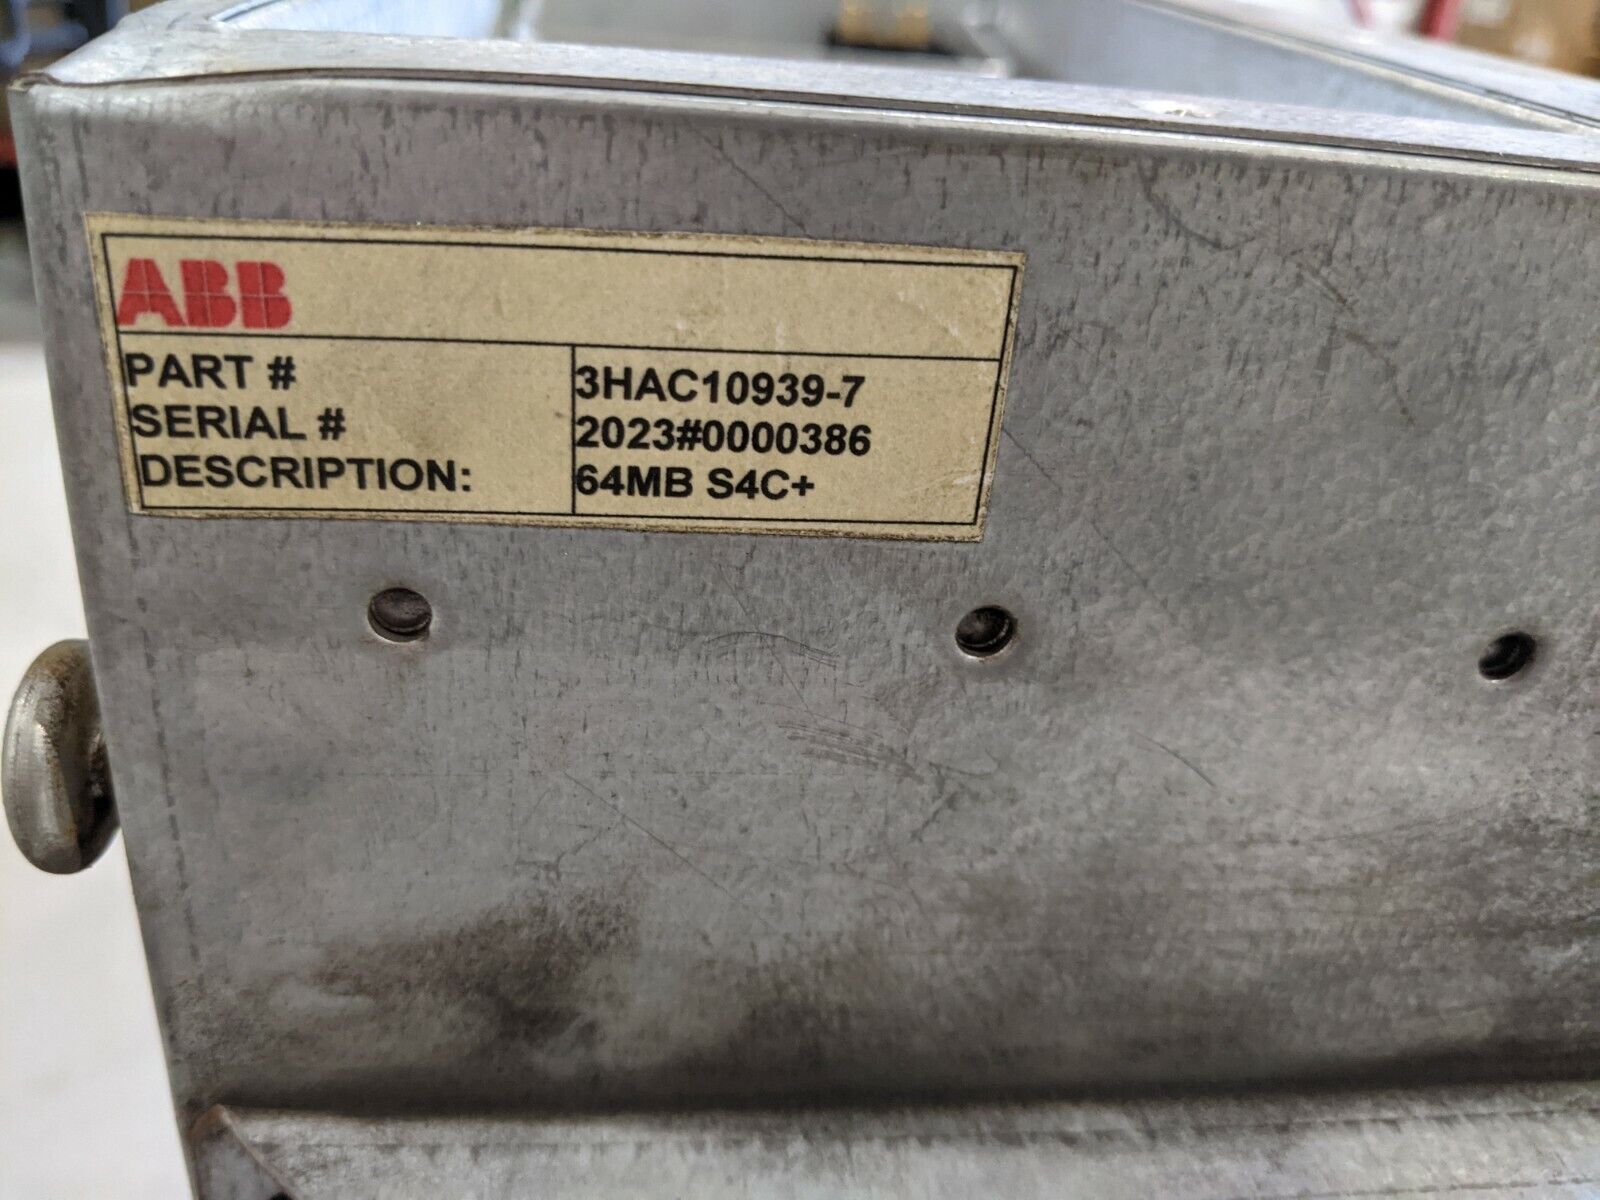 ABB
PART # 3HAC10939-7
SERIAL # 2023#0000386
DESCRIPTION: 64MB S4C+